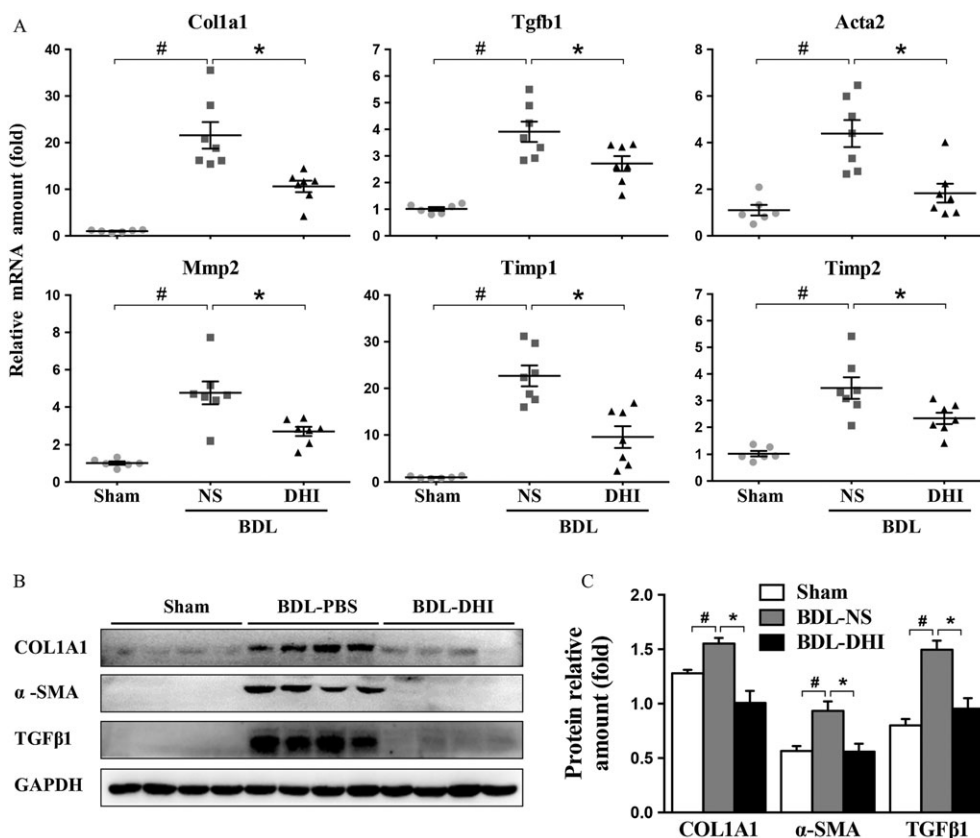 A
Col1a1
Tgfb1
Acta2
# *
# *
# *
40
30
20
10
0
6
5
4
3
2
1
0
8
6
4
2
0
Relative mRNA amount (fold)
Mmp2
Timp1
Timp2
# *
# *
# *
10
8
6
4
2
0
40
30
20
10
0
7
6
5
4
3
2
1
0
Sham NS DHI
BDL
Sham NS DHI
BDL
Sham NS DHI
BDL
B
Sham BDL-PBS BDL-DHI
COL1A1
α -SMA
TGFβ1
GAPDH
C
Sham
BDL-NS
BDL-DHI
Protein relative
amount (fold)
2.0
1.5
1.0
0.5
0.0
# *
# *
# *
COL1A1 α-SMA TGFβ1